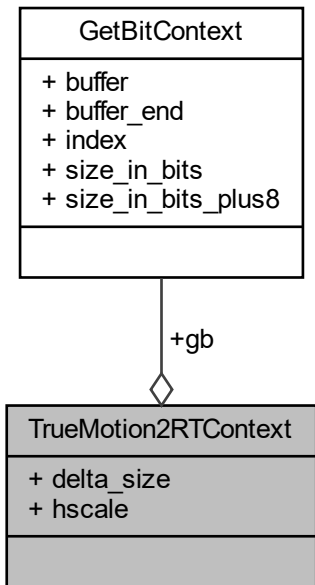 GetBitContext
+ buffer
+ buffer_end
+ index
+ size_in_bits
+ size_in_bits_plus8
+gb
TrueMotion2RTContext
+ delta_size
+ hscale